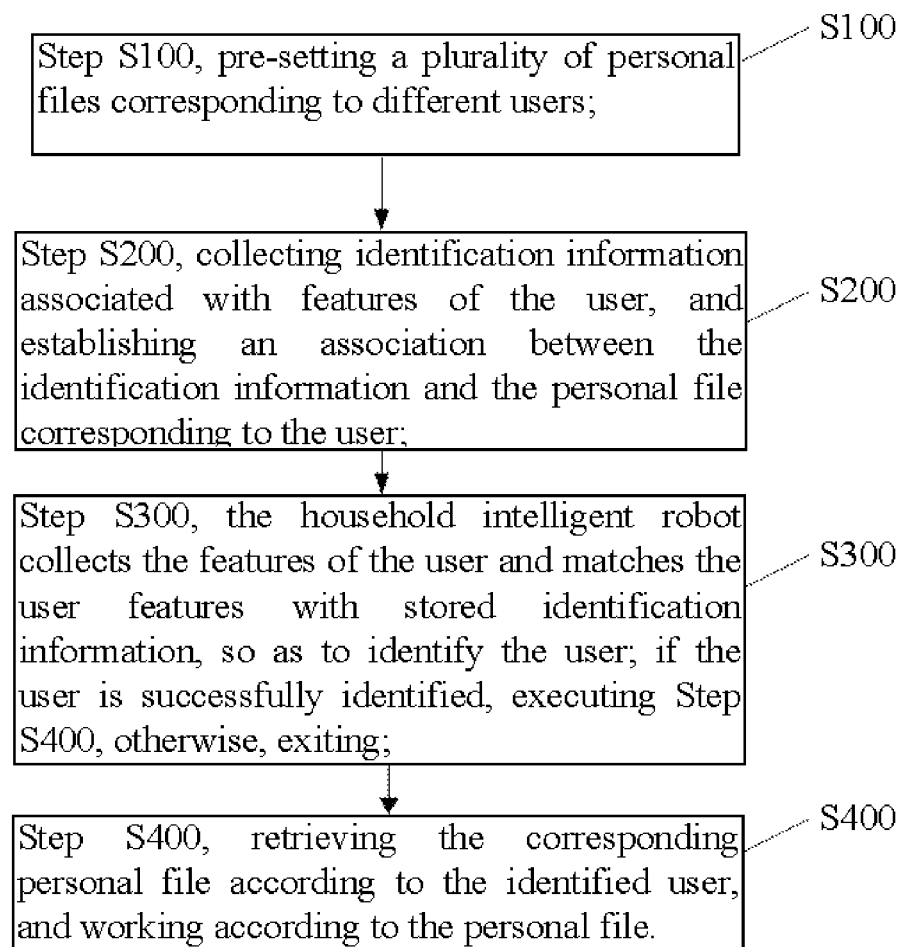 S100
Step S100, pre-setting a plurality of personal
files corresponding to different users;
Step S200, collecting identification information
associated with features of the user, and
establishing an association between the
identification information and the personal file
corresponding to the user;
S200
Step S300, the household intelligent robot
collects the features of the user and matches the
user features with stored identification
information, so as to identify the user; if the
user is successfully identified, executing Step
S400, otherwise, exiting;
S300
Step S400, retrieving the corresponding
personal file according to the identified user,
and working according to the personal file.
S400